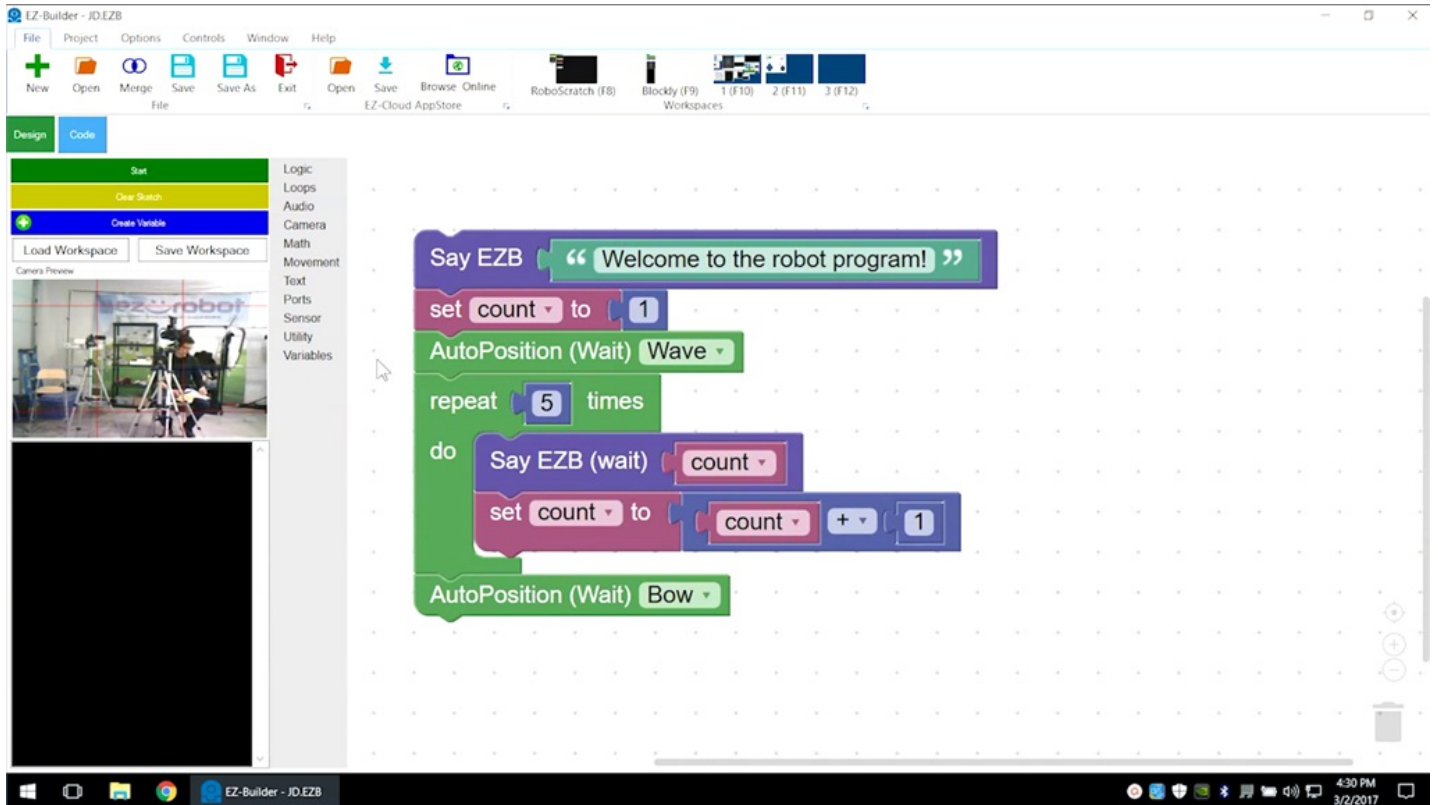 EZ-Builder - JD.EZB
File Project Options Controls Window Help
New Open Merge Save Save As Exit Open Save Browse Online RoboScratch (F8) Blockly (F9) 1 (F10) 2 (F11) 3 (F12)
File EZ-Cloud AppStore Workspaces
Design Code
Start
Clear Sketch
Create Variable
Load Workspace Save Workspace
Camera Preview
ez robot
Logic
Loops
Audio
Camera
Math
Movement
Text
Ports
Sensor
Utility
Variables
Say EZB “ Welcome to the robot program! ”
set count to 1
AutoPosition (Wait) Wave
repeat 5 times
do Say EZB (wait) count
set count to count + 1
AutoPosition (Wait) Bow
EZ-Builder - JD.EZB
4:30 PM
3/2/2017